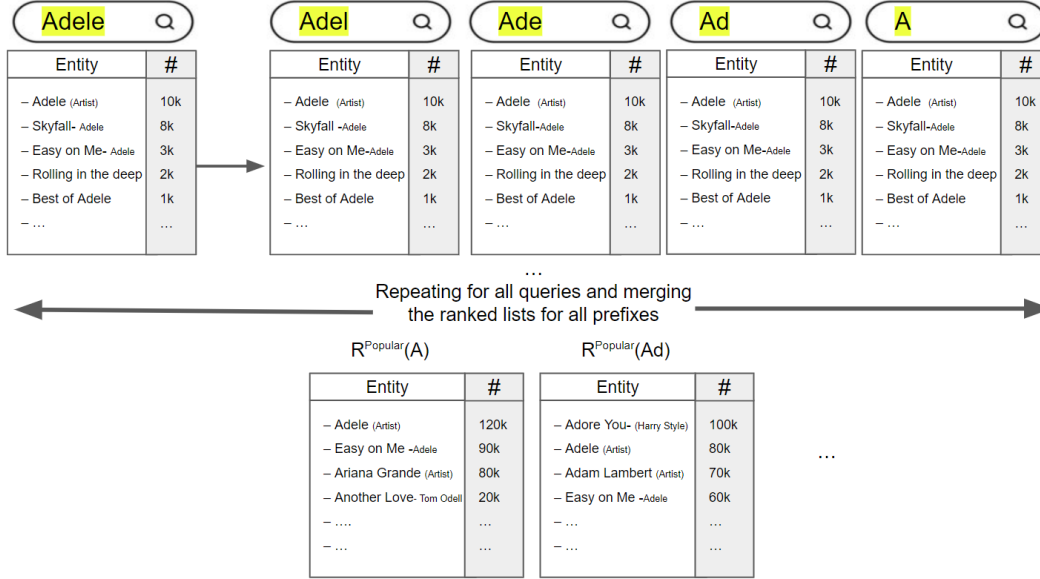 Adele Adel Ade Ad A
Entity # Entity # Entity # Entity # Entity #
– Adele (Artist) 10k – Adele (Artist) 10k – Adele (Artist) 10k – Adele (Artist) 10k – Adele (Artist) 10k
– Skyfall- Adele 8k – Skyfall -Adele 8k – Skyfall-Adele 8k – Skyfall-Adele 8k – Skyfall-Adele 8k
– Easy on Me- Adele 3k – Easy on Me-Adele 3k – Easy on Me-Adele 3k – Easy on Me-Adele 3k – Easy on Me-Adele 3k
– Rolling in the deep 2k – Rolling in the deep 2k – Rolling in the deep 2k – Rolling in the deep 2k – Rolling in the deep 2k
– Best of Adele 1k – Best of Adele 1k – Best of Adele 1k – Best of Adele 1k – Best of Adele 1k
– … … – … … – … … – … … – … …
…
Repeating for all queries and merging
the ranked lists for all prefixes
R^Popular(A) R^Popular(Ad)
Entity # Entity #
– Adele (Artist) 120k – Adore You- (Harry Style) 100k
– Easy on Me -Adele 90k – Adele (Artist) 80k
– Ariana Grande (Artist) 80k – Adam Lambert (Artist) 70k …
– Another Love- Tom Odell 20k – Easy on Me -Adele 60k
– …. … – … …
– … … – … …